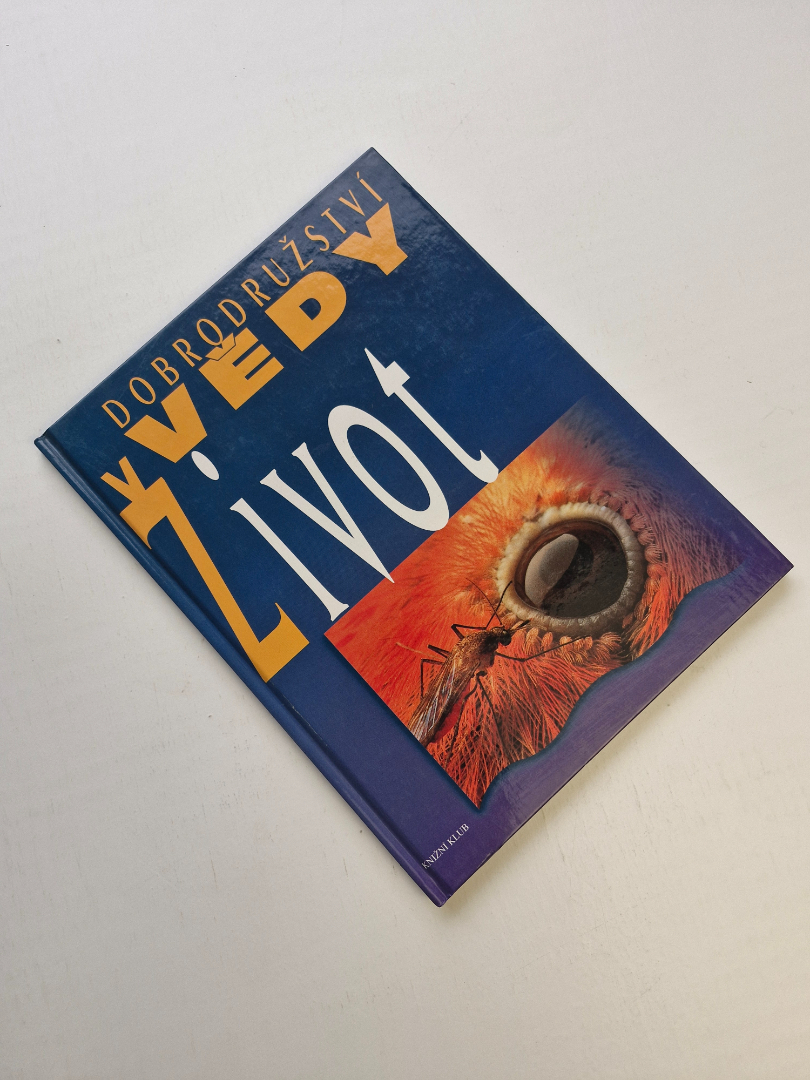 DOBRODRUŽSTVÍ
VĚDY
Život
KNIŽNÍ KLUB